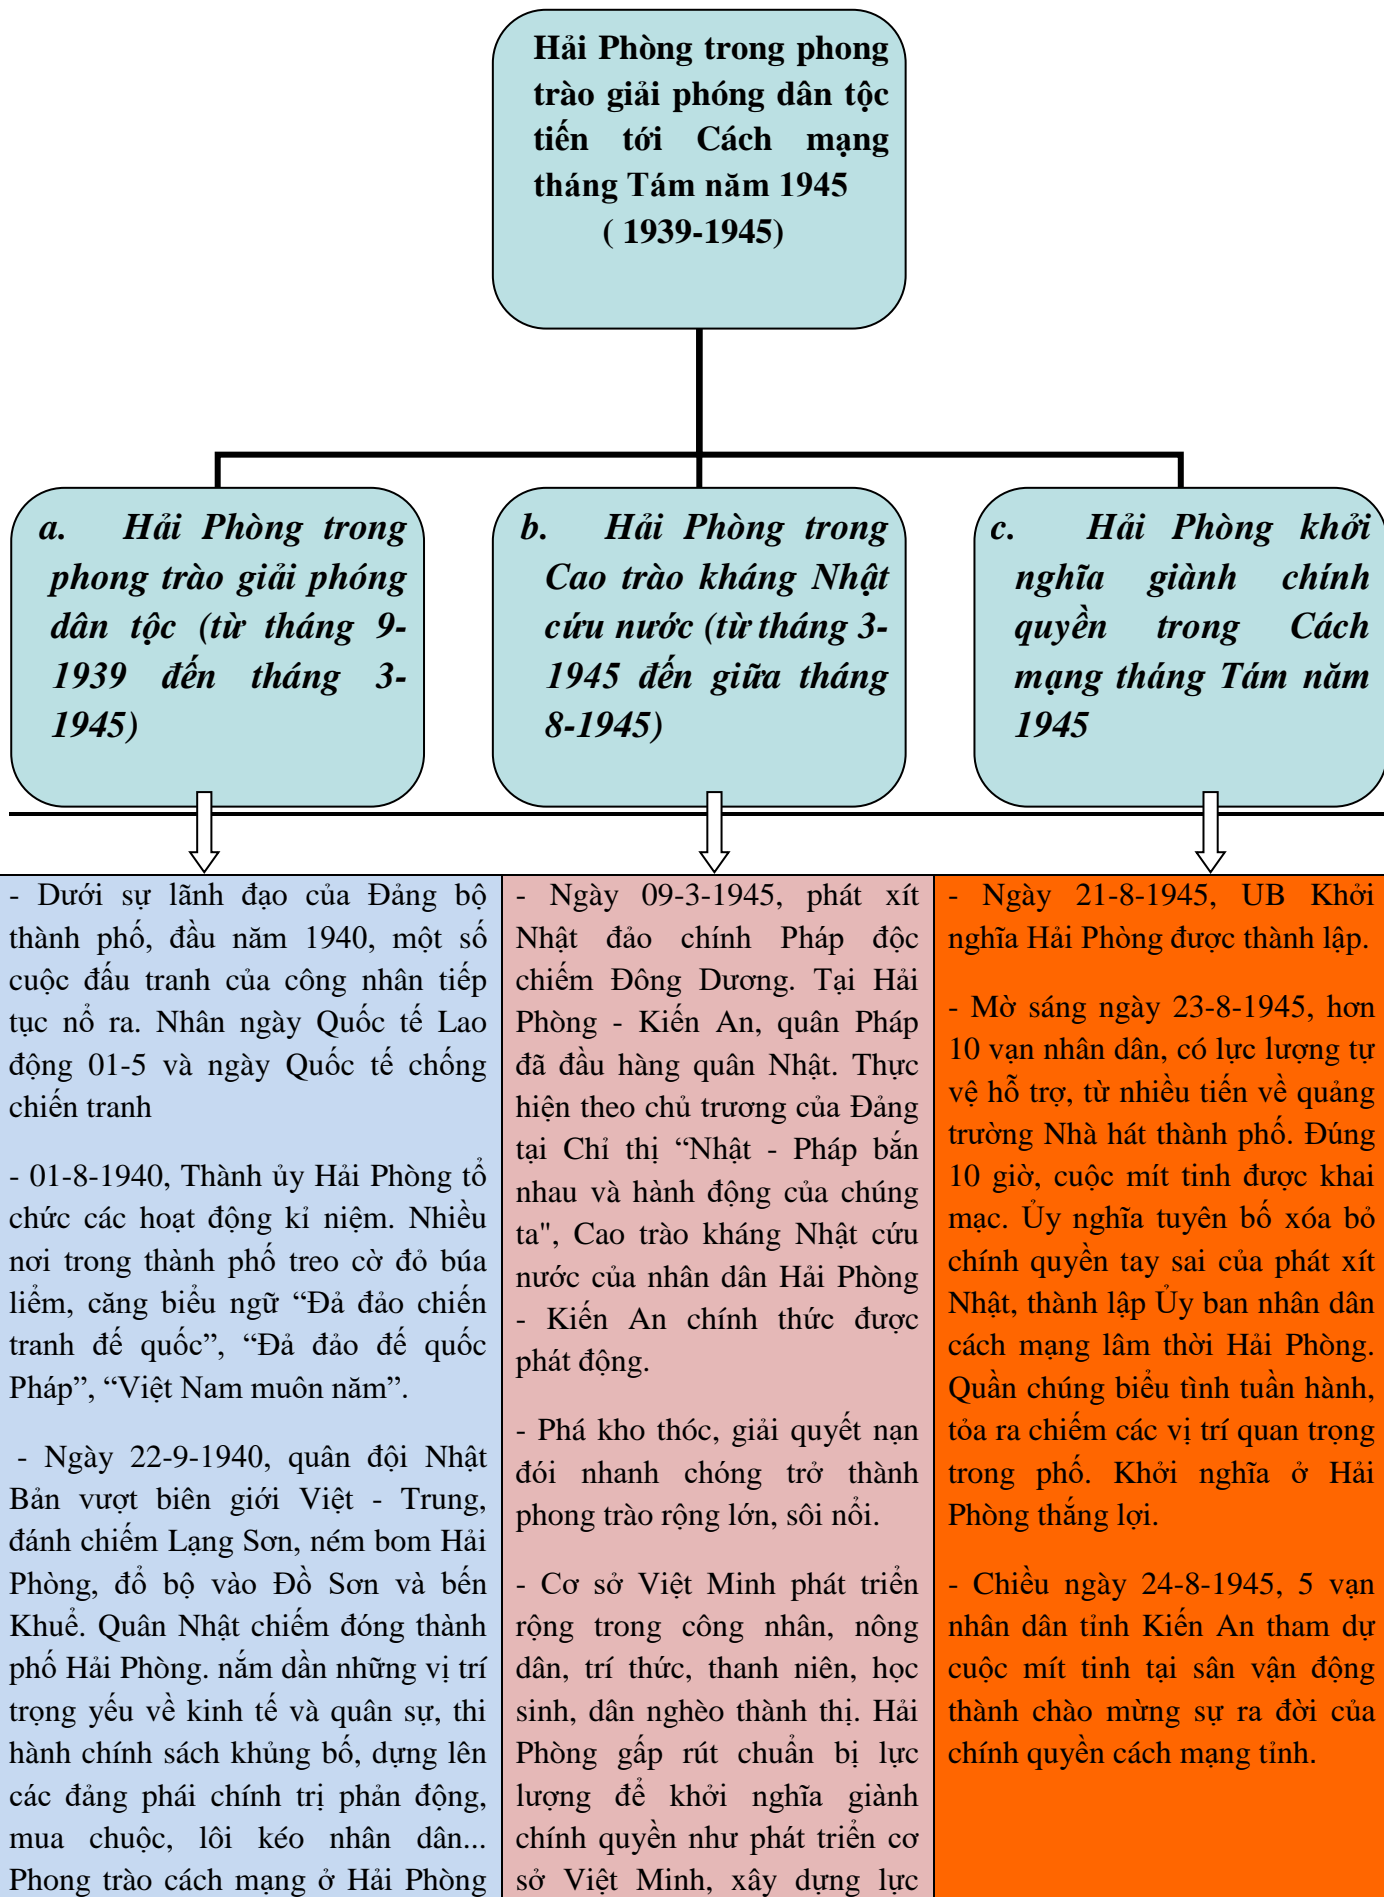 Hải Phòng trong phong
trào giải phóng dân tộc
tiến tới Cách mạng
tháng Tám năm 1945
( 1939-1945)
a. Hải Phòng trong
phong trào giải phóng
dân tộc (từ tháng 9-
1939 đến tháng 3-
1945)
b. Hải Phòng trong
Cao trào kháng Nhật
cứu nước (từ tháng 3-
1945 đến giữa tháng
8-1945)
c. Hải Phòng khởi
nghĩa giành chính
quyền trong Cách
mạng tháng Tám năm
1945
- Dưới sự lãnh đạo của Đảng bộ
thành phố, đầu năm 1940, một số
cuộc đấu tranh của công nhân tiếp
tục nổ ra. Nhân ngày Quốc tế Lao
động 01-5 và ngày Quốc tế chống
chiến tranh
- 01-8-1940, Thành ủy Hải Phòng tổ
chức các hoạt động kỉ niệm. Nhiều
nơi trong thành phố treo cờ đỏ búa
liềm, căng biểu ngữ “Đả đảo chiến
tranh đế quốc”, “Đả đảo đế quốc
Pháp”, “Việt Nam muôn năm”.
- Ngày 22-9-1940, quân đội Nhật
Bản vượt biên giới Việt - Trung,
đánh chiếm Lạng Sơn, ném bom Hải
Phòng, đổ bộ vào Đồ Sơn và bến
Khuể. Quân Nhật chiếm đóng thành
phố Hải Phòng. nắm dần những vị trí
trọng yếu về kinh tế và quân sự, thi
hành chính sách khủng bố, dựng lên
các đảng phái chính trị phản động,
mua chuộc, lôi kéo nhân dân...
Phong trào cách mạng ở Hải Phòng
- Ngày 09-3-1945, phát xít
Nhật đảo chính Pháp độc
chiếm Đông Dương. Tại Hải
Phòng - Kiến An, quân Pháp
đã đầu hàng quân Nhật. Thực
hiện theo chủ trương của Đảng
tại Chỉ thị “Nhật - Pháp bắn
nhau và hành động của chúng
ta", Cao trào kháng Nhật cứu
nước của nhân dân Hải Phòng
- Kiến An chính thức được
phát động.
- Phá kho thóc, giải quyết nạn
đói nhanh chóng trở thành
phong trào rộng lớn, sôi nổi.
- Cơ sở Việt Minh phát triển
rộng trong công nhân, nông
dân, trí thức, thanh niên, học
sinh, dân nghèo thành thị. Hải
Phòng gấp rút chuẩn bị lực
lượng để khởi nghĩa giành
chính quyền như phát triển cơ
sở Việt Minh, xây dựng lực
- Ngày 21-8-1945, UB Khởi
nghĩa Hải Phòng được thành lập.
- Mờ sáng ngày 23-8-1945, hơn
10 vạn nhân dân, có lực lượng tự
vệ hỗ trợ, từ nhiều tiến về quảng
trường Nhà hát thành phố. Đúng
10 giờ, cuộc mít tinh được khai
mạc. Ủy nghĩa tuyên bố xóa bỏ
chính quyền tay sai của phát xít
Nhật, thành lập Ủy ban nhân dân
cách mạng lâm thời Hải Phòng.
Quần chúng biểu tình tuần hành,
tỏa ra chiếm các vị trí quan trọng
trong phố. Khởi nghĩa ở Hải
Phòng thắng lợi.
- Chiều ngày 24-8-1945, 5 vạn
nhân dân tỉnh Kiến An tham dự
cuộc mít tinh tại sân vận động
thành chào mừng sự ra đời của
chính quyền cách mạng tỉnh.